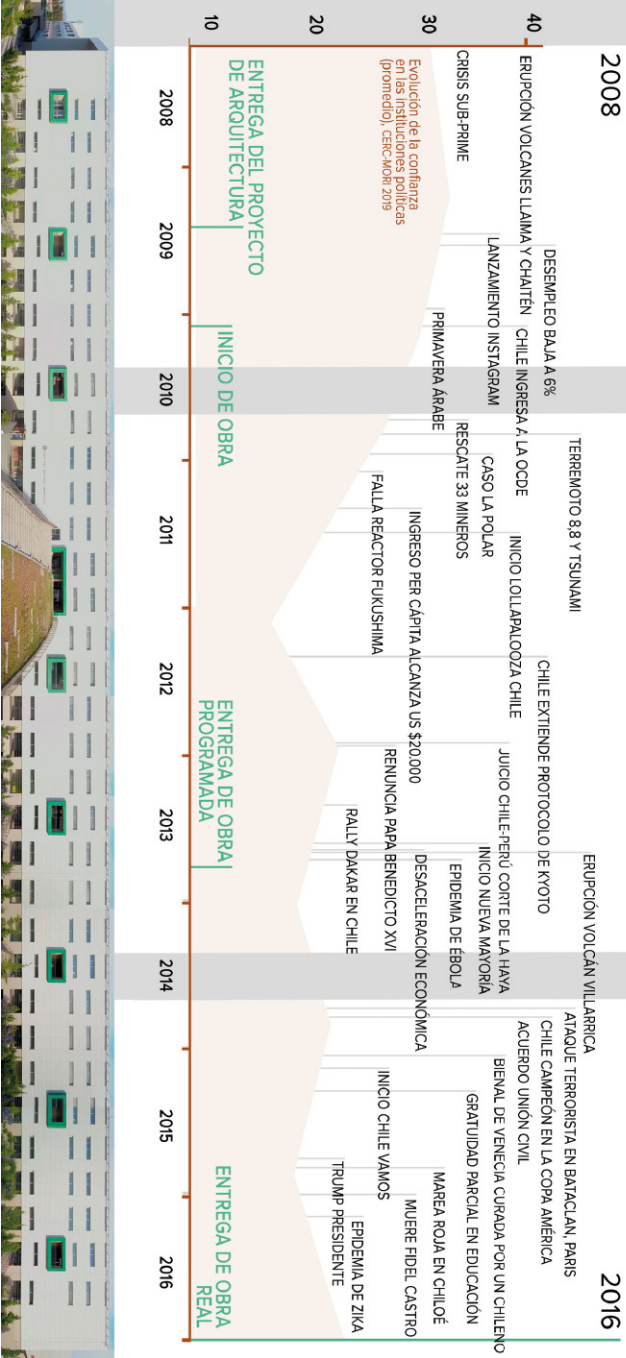 2008
2016
40
30
20
10
ERUPCIÓN VOLCÁN VILLARRICA
TERREMOTO 8,8 Y TSUNAMI
ATAQUE TERRORISTA EN BATACLAN, PARIS
DESEMPLEO BAJA A 6%
CHILE EXTIENDE PROTOCOLO DE KYOTO
CHILE CAMPEÓN EN LA COPA AMÉRICA
ERUPCIÓN VOLCANES LLAIMA Y CHAITÉN
CHILE INGRESA A LA OCDE
INICIO LOLLAPALOOZA CHILE
ACUERDO UNIÓN CIVIL
JUICIO CHILE-PERÚ CORTE DE LA HAYA
BIENAL DE VENECIA CURADA POR UN CHILENO
LANZAMIENTO INSTAGRAM
CASO LA POLAR
INICIO NUEVA MAYORÍA
GRATUIDAD PARCIAL EN EDUCACIÓN
CRISIS SUB-PRIME
RESCATE 33 MINEROS
EPIDEMIA DE ÉBOLA
PRIMAVERA ÁRABE
MAREA ROJA EN CHILOÉ
INGRESO PER CÁPITA ALCANZA US $20.000
DESACELERACIÓN ECONÓMICA
MUERE FIDEL CASTRO
Evolución de la confianza
en las instituciones políticas
(promedio), CERC-MORI 2019
RENUNCIA PAPA BENEDICTO XVI
INICIO CHILE VAMOS
FALLA REACTOR FUKUSHIMA
RALLY DAKAR EN CHILE
EPIDEMIA DE ZIKA
TRUMP PRESIDENTE
ENTREGA DEL PROYECTO
DE ARQUITECTURA
INICIO DE OBRA
ENTREGA DE OBRA
PROGRAMADA
ENTREGA DE OBRA
REAL
2008
2009
2010
2011
2012
2013
2014
2015
2016